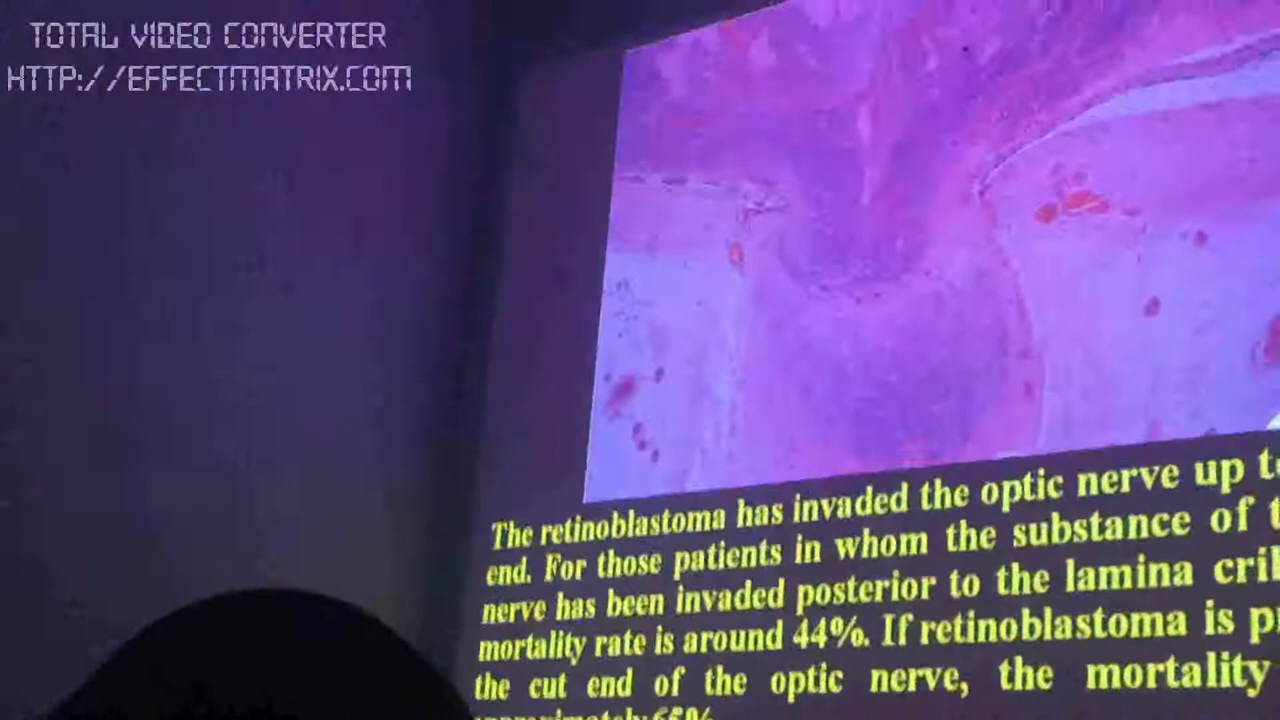 TOTAL VIDEO CONVERTER
HTTP://EFFECTMATRIX.COM
The retinoblastoma has invaded the optic nerve up
end. For those patients in whom the substance of
nerve has been invaded posterior to the lamina
mortality rate is around 44%. If retinoblastoma is
the cut end of the optic nerve, the mortality